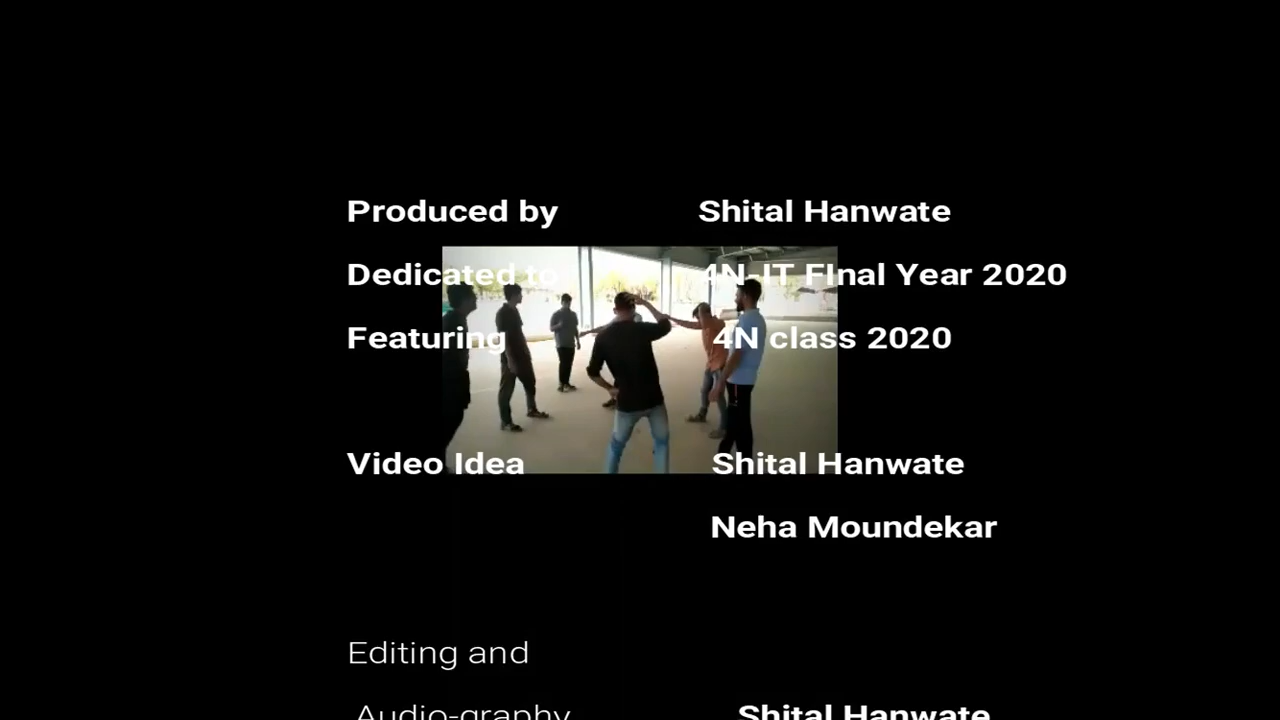 Produced by Shital Hanwate
Dedicated to 4N-IT FInal Year 2020
Featuring 4N class 2020
Video Idea Shital Hanwate
Neha Moundekar
Editing and
Audio-graphy Shital Hanwate